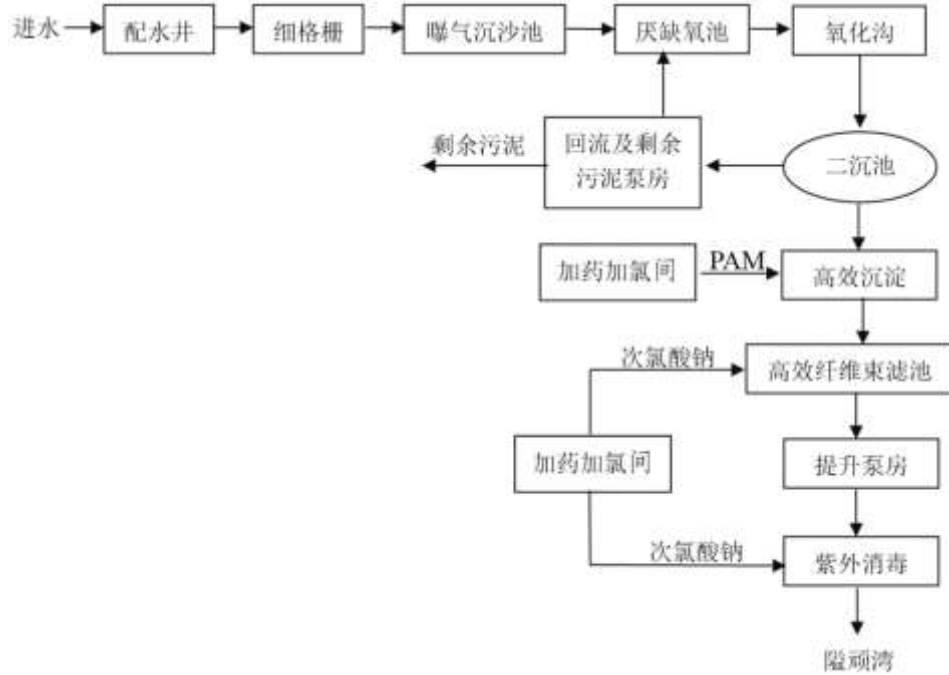 进水
配水井
细格栅
曝气沉沙池
厌缺氧池
氧化沟
剩余污泥
回流及剩余
污泥泵房
二沉池
加药加氯间
PAM
高效沉淀
次氯酸钠
高效纤维束滤池
加药加氯间
提升泵房
次氯酸钠
紫外消毒
隘顽湾